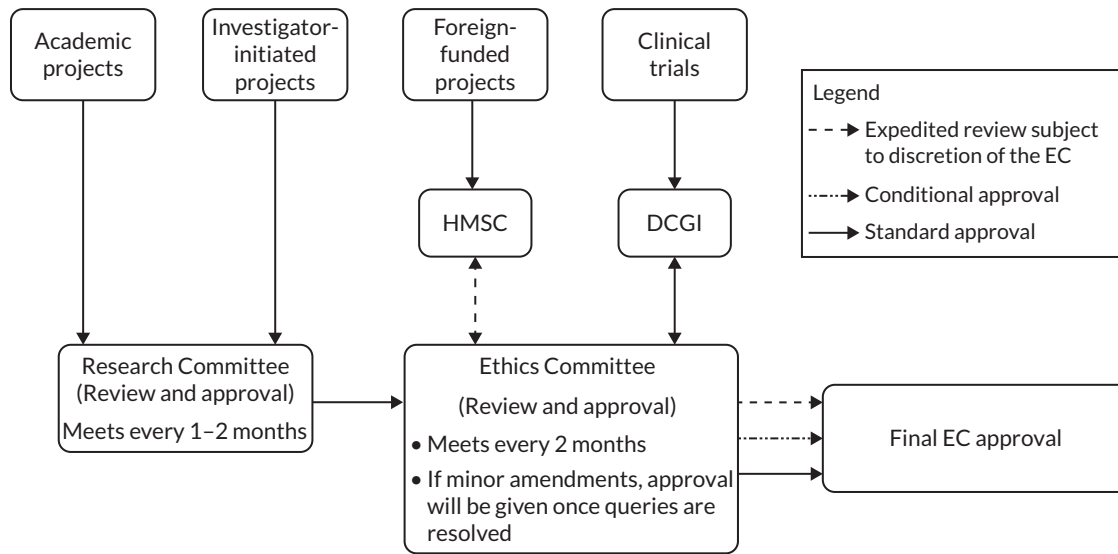 Academic
projects
Investigator-
initiated
projects
Foreign-
funded
projects
Clinical
trials
Legend
Expedited review subject
to discretion of the EC
Conditional approval
Standard approval
HMSC
DCGI
Research Committee
(Review and approval)
Meets every 1–2 months
Ethics Committee
(Review and approval)
• Meets every 2 months
• If minor amendments, approval
will be given once queries are
resolved
Final EC approval